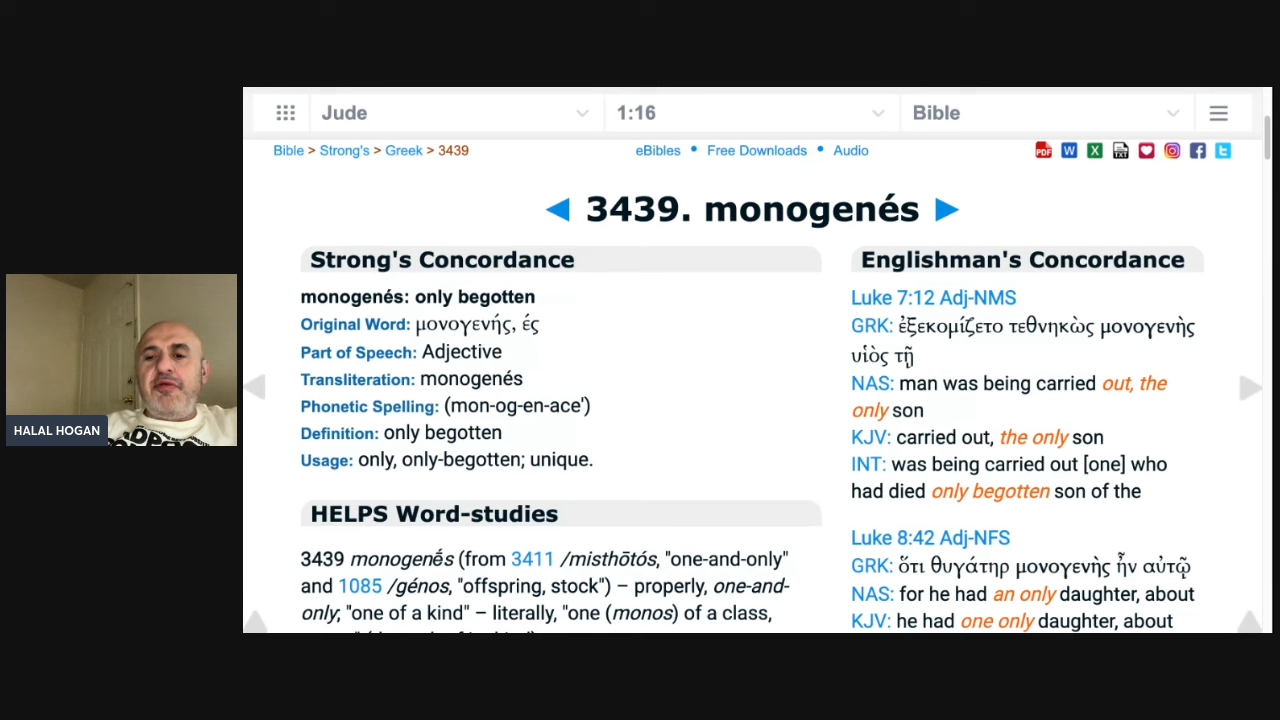 Jude
1:16
Bible
Bible > Strong's > Greek > 3439
eBibles • Free Downloads • Audio
PDF
W
X
TXT
◄ 3439. monogenés ►
Strong's Concordance
monogenés: only begotten
Original Word: μονογενής, ές
Part of Speech: Adjective
Transliteration: monogenés
Phonetic Spelling: (mon-og-en-ace')
Definition: only begotten
Usage: only, only-begotten; unique.
HELPS Word-studies
3439 monogenḗs (from 3411 /misthōtós, "one-and-only"
and 1085 /génos, "offspring, stock") – properly, one-and-
only, "one of a kind" – literally, "one (monos) of a class,
Englishman's Concordance
Luke 7:12 Adj-NMS
GRK: ἐξεκομίζετο τεθνηκὼς μονογενὴς
υἱὸς τῇ
NAS: man was being carried out, the
only son
KJV: carried out, the only son
INT: was being carried out [one] who
had died only begotten son of the
Luke 8:42 Adj-NFS
GRK: ὅτι θυγάτηρ μονογενὴς ἦν αὐτῷ
NAS: for he had an only daughter, about
KJV: he had one only daughter, about
HALAL HOGAN